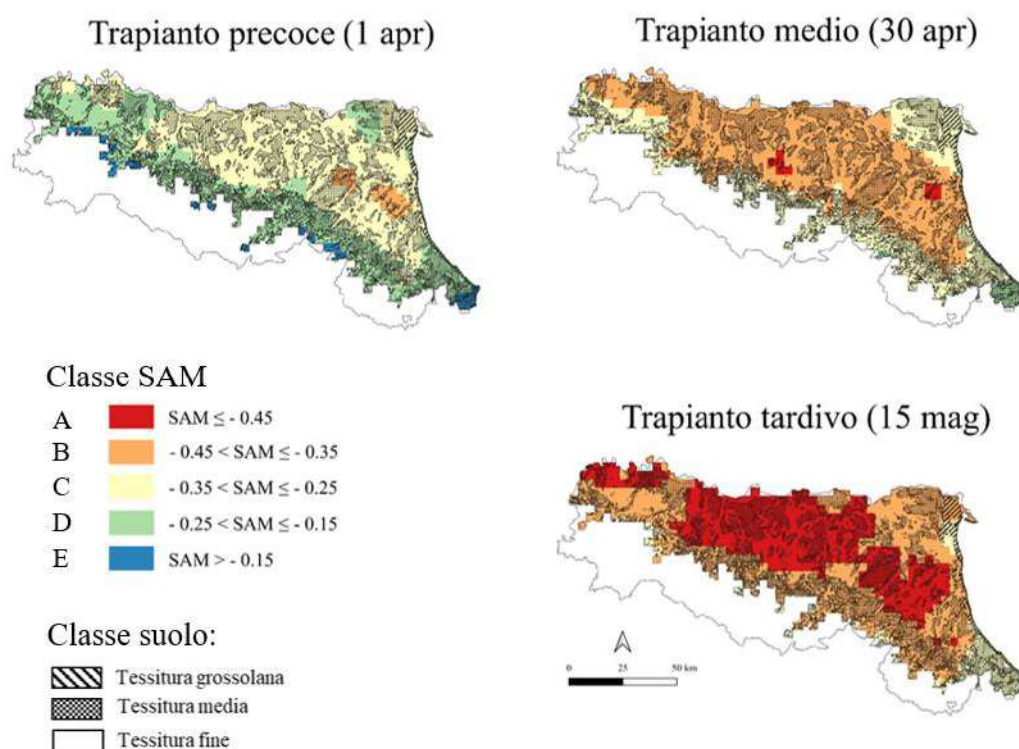 Trapianto precoce (1 apr)
Trapianto medio (30 apr)
Classe SAM
A SAM ≤ - 0.45
B - 0.45 < SAM ≤ - 0.35
C - 0.35 < SAM ≤ - 0.25
D - 0.25 < SAM ≤ - 0.15
E SAM > - 0.15
Trapianto tardivo (15 mag)
Classe suolo:
Tessitura grossolana
Tessitura media
Tessitura fine
0 25 50 km